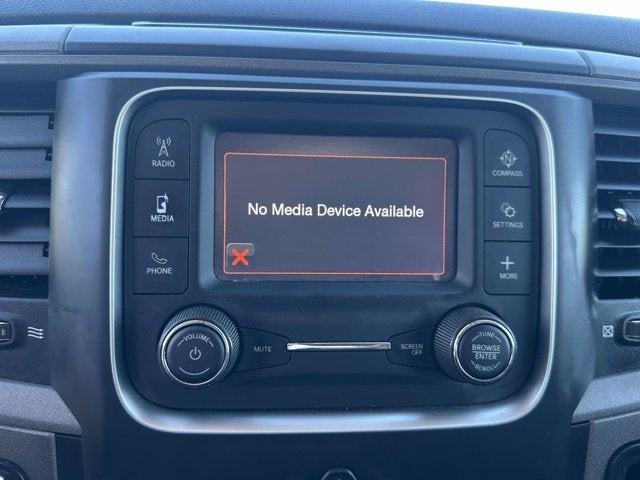 RADIO
MEDIA
PHONE
No Media Device Available
N
COMPASS
SETTINGS
+
MORE
VOLUME
MUTE
SCREEN
OFF
TUNE
BROWSE
ENTER
SCROLL